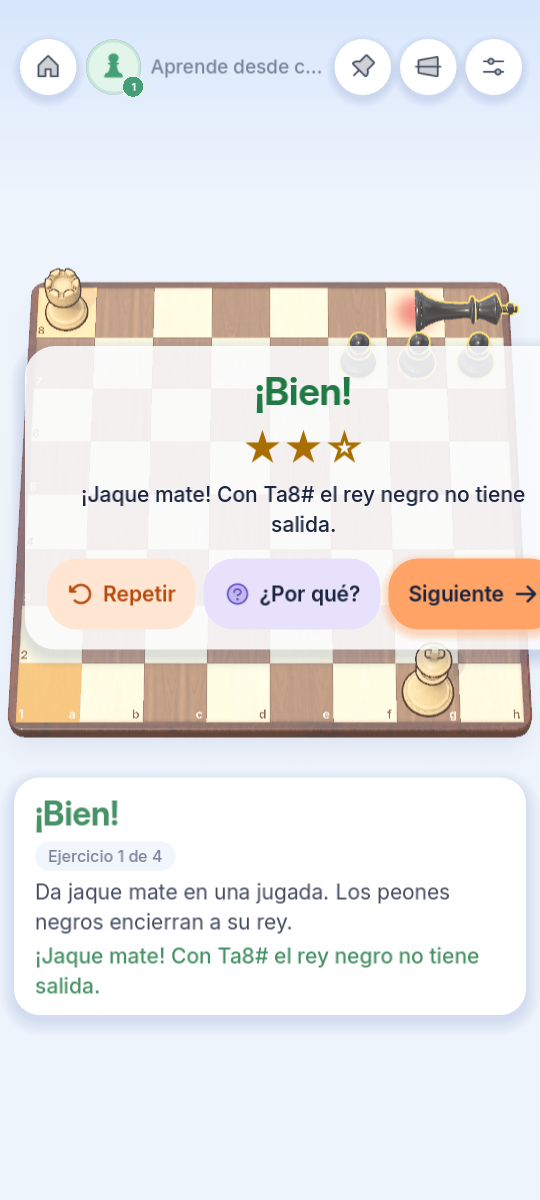 1
Aprende desde c...
8
¡Bien!
¡Jaque mate! Con Ta8# el rey negro no tiene
salida.
Repetir
¿Por qué?
Siguiente
2
1 a b c d e f g h
¡Bien!
Ejercicio 1 de 4
Da jaque mate en una jugada. Los peones
negros encierran a su rey.
¡Jaque mate! Con Ta8# el rey negro no tiene
salida.